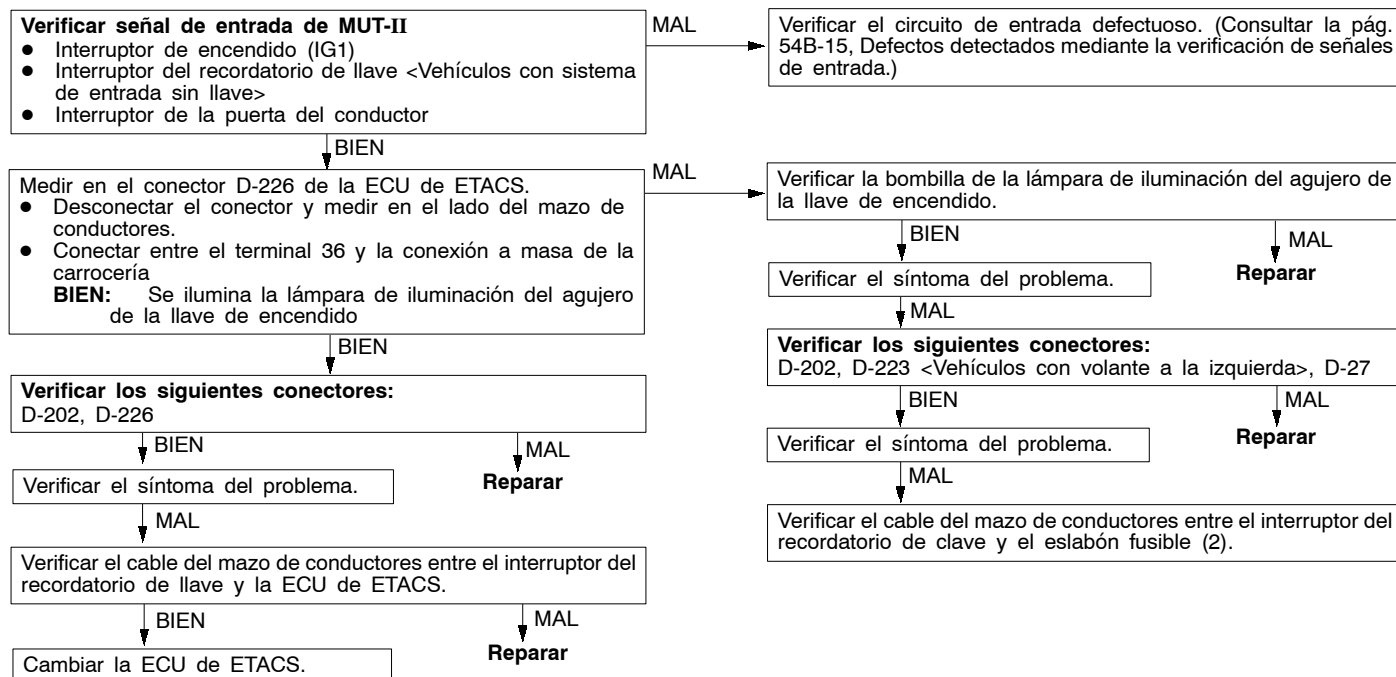 Verificar señal de entrada de MUT-II
● Interruptor de encendido (IG1)
● Interruptor del recordatorio de llave <Vehículos con sistema
de entrada sin llave>
● Interruptor de la puerta del conductor
MAL
Verificar el circuito de entrada defectuoso. (Consultar la pág.
54B-15, Defectos detectados mediante la verificación de señales
de entrada.)
BIEN
Medir en el conector D-226 de la ECU de ETACS.
● Desconectar el conector y medir en el lado del mazo de
conductores.
● Conectar entre el terminal 36 y la conexión a masa de la
carrocería
BIEN: Se ilumina la lámpara de iluminación del agujero
de la llave de encendido
MAL
Verificar la bombilla de la lámpara de iluminación del agujero de
la llave de encendido.
BIEN
MAL
Reparar
Verificar el síntoma del problema.
MAL
Verificar los siguientes conectores:
D-202, D-223 <Vehículos con volante a la izquierda>, D-27
BIEN
MAL
Reparar
Verificar el síntoma del problema.
MAL
Verificar el cable del mazo de conductores entre el interruptor del
recordatorio de clave y el eslabón fusible (2).
BIEN
Verificar los siguientes conectores:
D-202, D-226
BIEN
MAL
Reparar
Verificar el síntoma del problema.
MAL
Verificar el cable del mazo de conductores entre el interruptor del
recordatorio de llave y la ECU de ETACS.
BIEN
MAL
Reparar
Cambiar la ECU de ETACS.